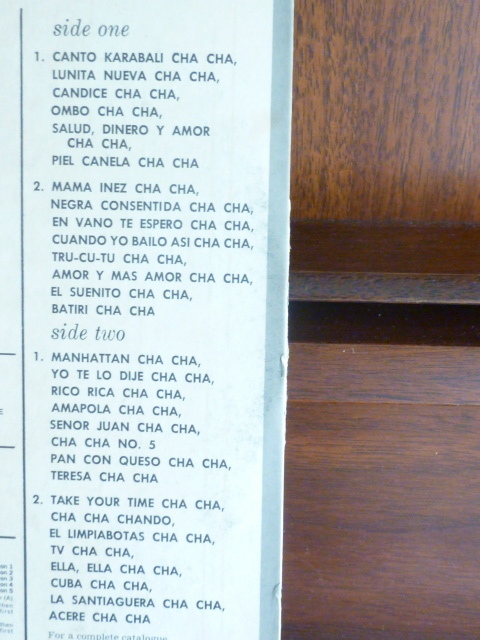 side one
1. CANTO KARABALI CHA CHA,
LUNITA NUEVA CHA CHA,
CANDICE CHA CHA,
OMBO CHA CHA,
SALUD, DINERO Y AMOR
CHA CHA,
PIEL CANELA CHA CHA
2. MAMA INEZ CHA CHA,
NEGRA CONSENTIDA CHA CHA,
EN VANO TE ESPERO CHA CHA,
CUANDO YO BAILO ASI CHA CHA,
TRU-CU-TU CHA CHA,
AMOR Y MAS AMOR CHA CHA,
EL SUENITO CHA CHA,
BATIRI CHA CHA
side two
1. MANHATTAN CHA CHA,
YO TE LO DIJE CHA CHA,
RICO RICA CHA CHA,
AMAPOLA CHA CHA,
SENOR JUAN CHA CHA,
CHA CHA NO. 5
PAN CON QUESO CHA CHA,
TERESA CHA CHA
2. TAKE YOUR TIME CHA CHA,
CHA CHA CHANDO,
EL LIMPIABOTAS CHA CHA,
TV CHA CHA,
ELLA, ELLA CHA CHA,
CUBA CHA CHA,
LA SANTIAGUERA CHA CHA,
ACERE CHA CHA
For a complete catalogue